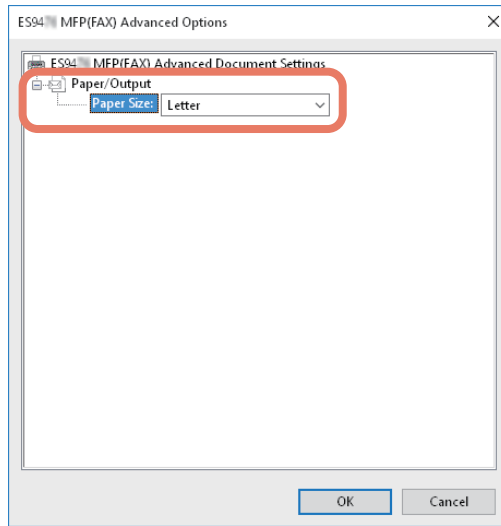 ES94 MFP(FAX) Advanced Options
ES94 MFP(FAX) Advanced Document Settings
Paper/Output
Paper Size: Letter
OK Cancel